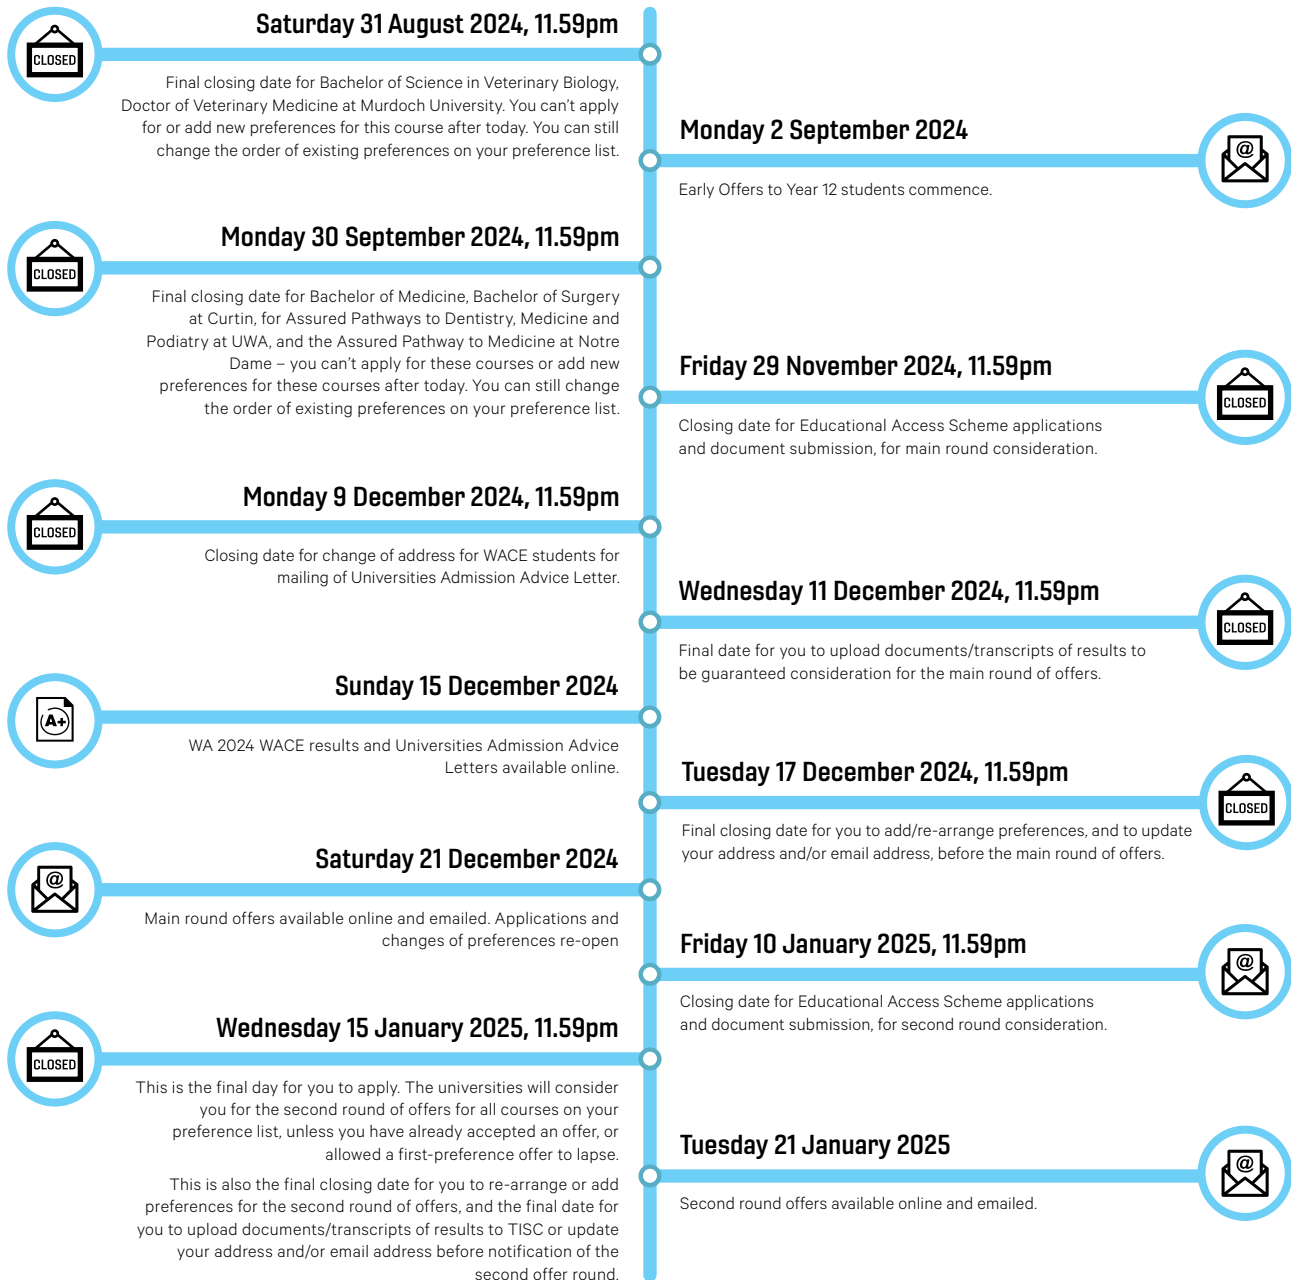 CLOSED
Saturday 31 August 2024, 11.59pm
Final closing date for Bachelor of Science in Veterinary Biology,
Doctor of Veterinary Medicine at Murdoch University. You can't apply
for or add new preferences for this course after today. You can still
change the order of existing preferences on your preference list.
Monday 2 September 2024
@
Early Offers to Year 12 students commence.
CLOSED
Monday 30 September 2024, 11.59pm
Final closing date for Bachelor of Medicine, Bachelor of Surgery
at Curtin, for Assured Pathways to Dentistry, Medicine and
Podiatry at UWA, and the Assured Pathway to Medicine at Notre
Dame – you can't apply for these courses or add new
preferences for these courses after today. You can still change
the order of existing preferences on your preference list.
Friday 29 November 2024, 11.59pm
CLOSED
Closing date for Educational Access Scheme applications
and document submission, for main round consideration.
CLOSED
Monday 9 December 2024, 11.59pm
Closing date for change of address for WACE students for
mailing of Universities Admission Advice Letter.
Wednesday 11 December 2024, 11.59pm
CLOSED
Final date for you to upload documents/transcripts of results to
be guaranteed consideration for the main round of offers.
A+
Sunday 15 December 2024
WA 2024 WACE results and Universities Admission Advice
Letters available online.
Tuesday 17 December 2024, 11.59pm
CLOSED
Final closing date for you to add/re-arrange preferences, and to update
your address and/or email address, before the main round of offers.
@
Saturday 21 December 2024
Main round offers available online and emailed. Applications and
changes of preferences re-open
Friday 10 January 2025, 11.59pm
@
Closing date for Educational Access Scheme applications
and document submission, for second round consideration.
CLOSED
Wednesday 15 January 2025, 11.59pm
This is the final day for you to apply. The universities will consider
you for the second round of offers for all courses on your
preference list, unless you have already accepted an offer, or
allowed a first-preference offer to lapse.
This is also the final closing date for you to re-arrange or add
preferences for the second round of offers, and the final date for
you to upload documents/transcripts of results to TISC or update
your address and/or email address before notification of the
second offer round.
Tuesday 21 January 2025
@
Second round offers available online and emailed.